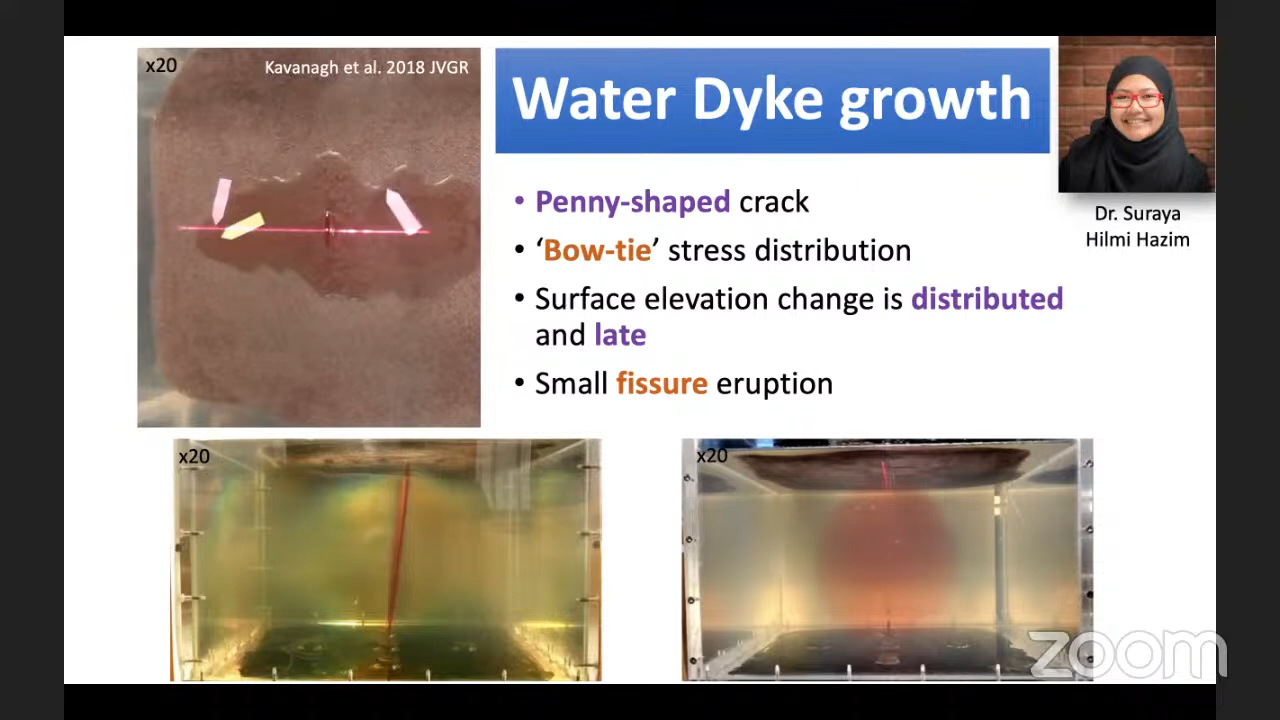 x20
Kavanagh et al. 2018 JVGR
Water Dyke growth
• Penny-shaped crack
• ‘Bow-tie’ stress distribution
• Surface elevation change is distributed
and late
• Small fissure eruption
Dr. Suraya
Hilmi Hazim
x20
x20
zoom